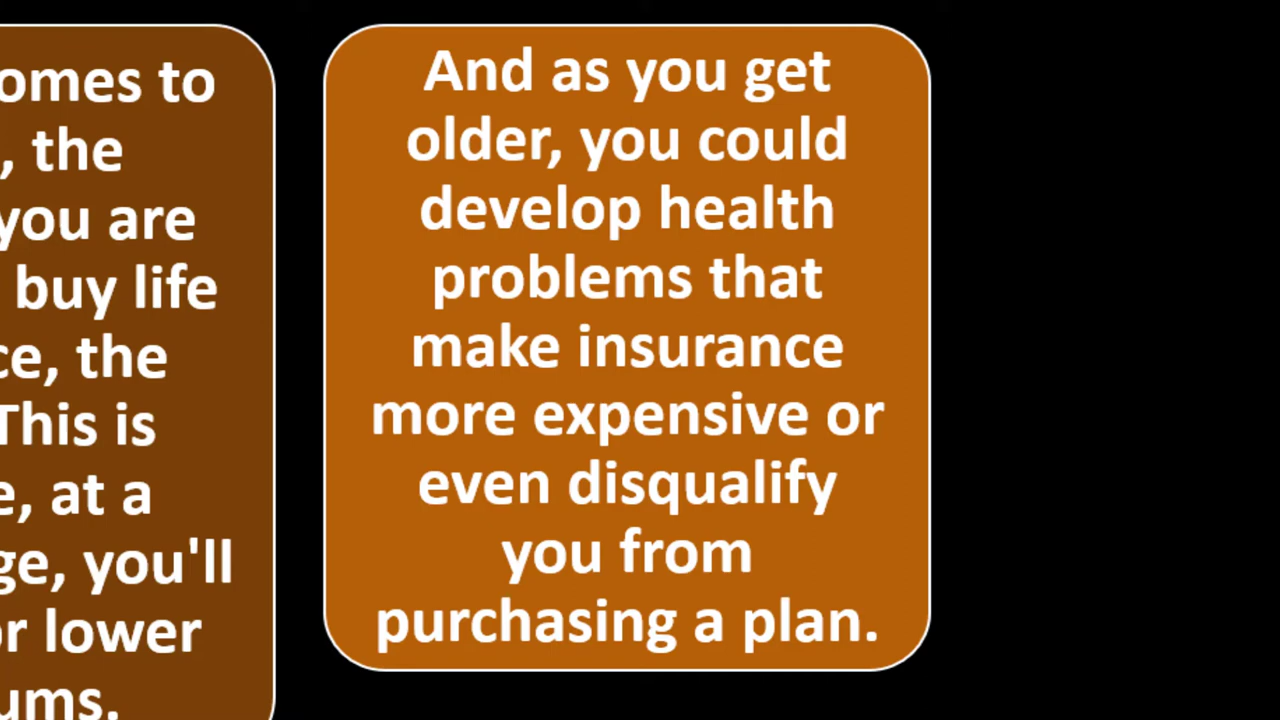 omes to
, the
you are
buy life
ce, the
This is
e, at a
ge, you'll
or lower
ums.
And as you get
older, you could
develop health
problems that
make insurance
more expensive or
even disqualify
you from
purchasing a plan.